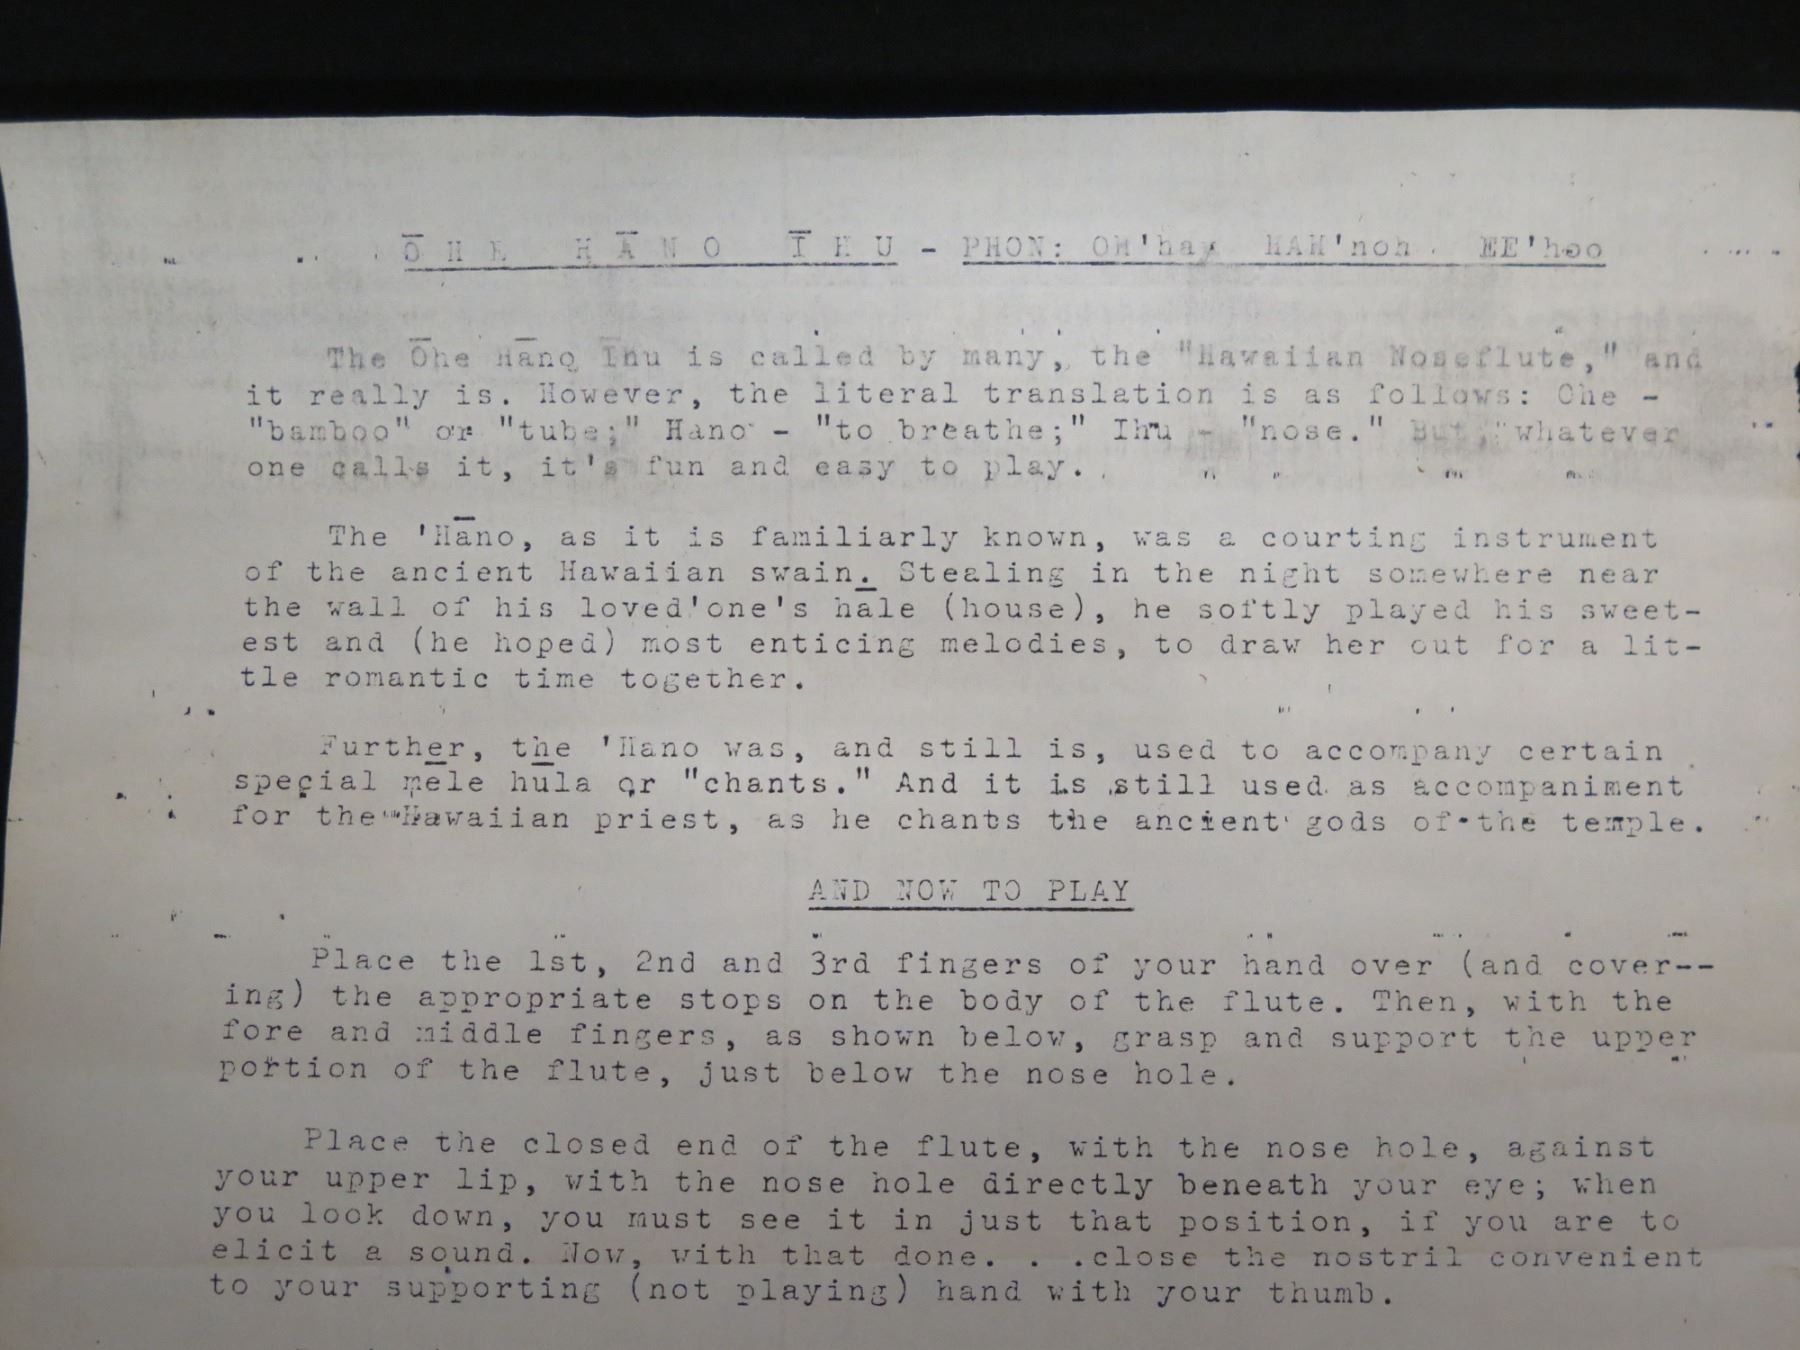 ŌHE HĀNO ĪHU - PHON: OH'hay HAH'noh EE'hoo
The Ōhe Hāno Īhu is called by many, the "Hawaiian Noseflute," and
it really is. However, the literal translation is as follows: Ohe -
"bamboo" or "tube;" Hano - "to breathe;" Ihu - "nose." But, whatever
one calls it, it's fun and easy to play.
The 'Hāno, as it is familiarly known, was a courting instrument
of the ancient Hawaiian swain. Stealing in the night somewhere near
the wall of his loved'one's hāle (house), he softly played his sweet-
est and (he hoped) most enticing melodies, to draw her out for a lit-
tle romantic time together.
Further, the 'Hano was, and still is, used to accompany certain
special mēle hūla or "chants." And it is still used as accompaniment
for the Hawaiian priest, as he chants the ancient gods of the temple.
AND NOW TO PLAY
Place the 1st, 2nd and 3rd fingers of your hand over (and cover--
ing) the appropriate stops on the body of the flute. Then, with the
fore and middle fingers, as shown below, grasp and support the upper
portion of the flute, just below the nose hole.
Place the closed end of the flute, with the nose hole, against
your upper lip, with the nose hole directly beneath your eye; when
you look down, you must see it in just that position, if you are to
elicit a sound. Now, with that done. . .close the nostril convenient
to your supporting (not playing) hand with your thumb.